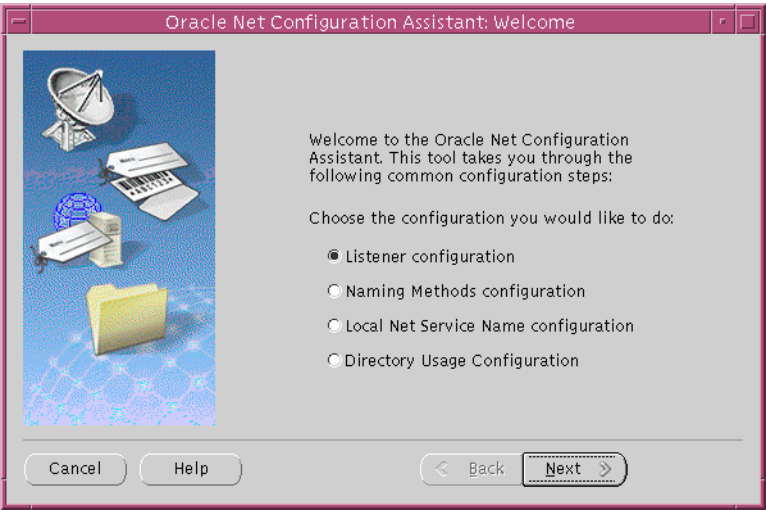 Oracle Net Configuration Assistant: Welcome
Welcome to the Oracle Net Configuration
Assistant. This tool takes you through the
following common configuration steps:
Choose the configuration you would like to do:
Listener configuration
Naming Methods configuration
Local Net Service Name configuration
Directory Usage Configuration
Cancel Help Back Next